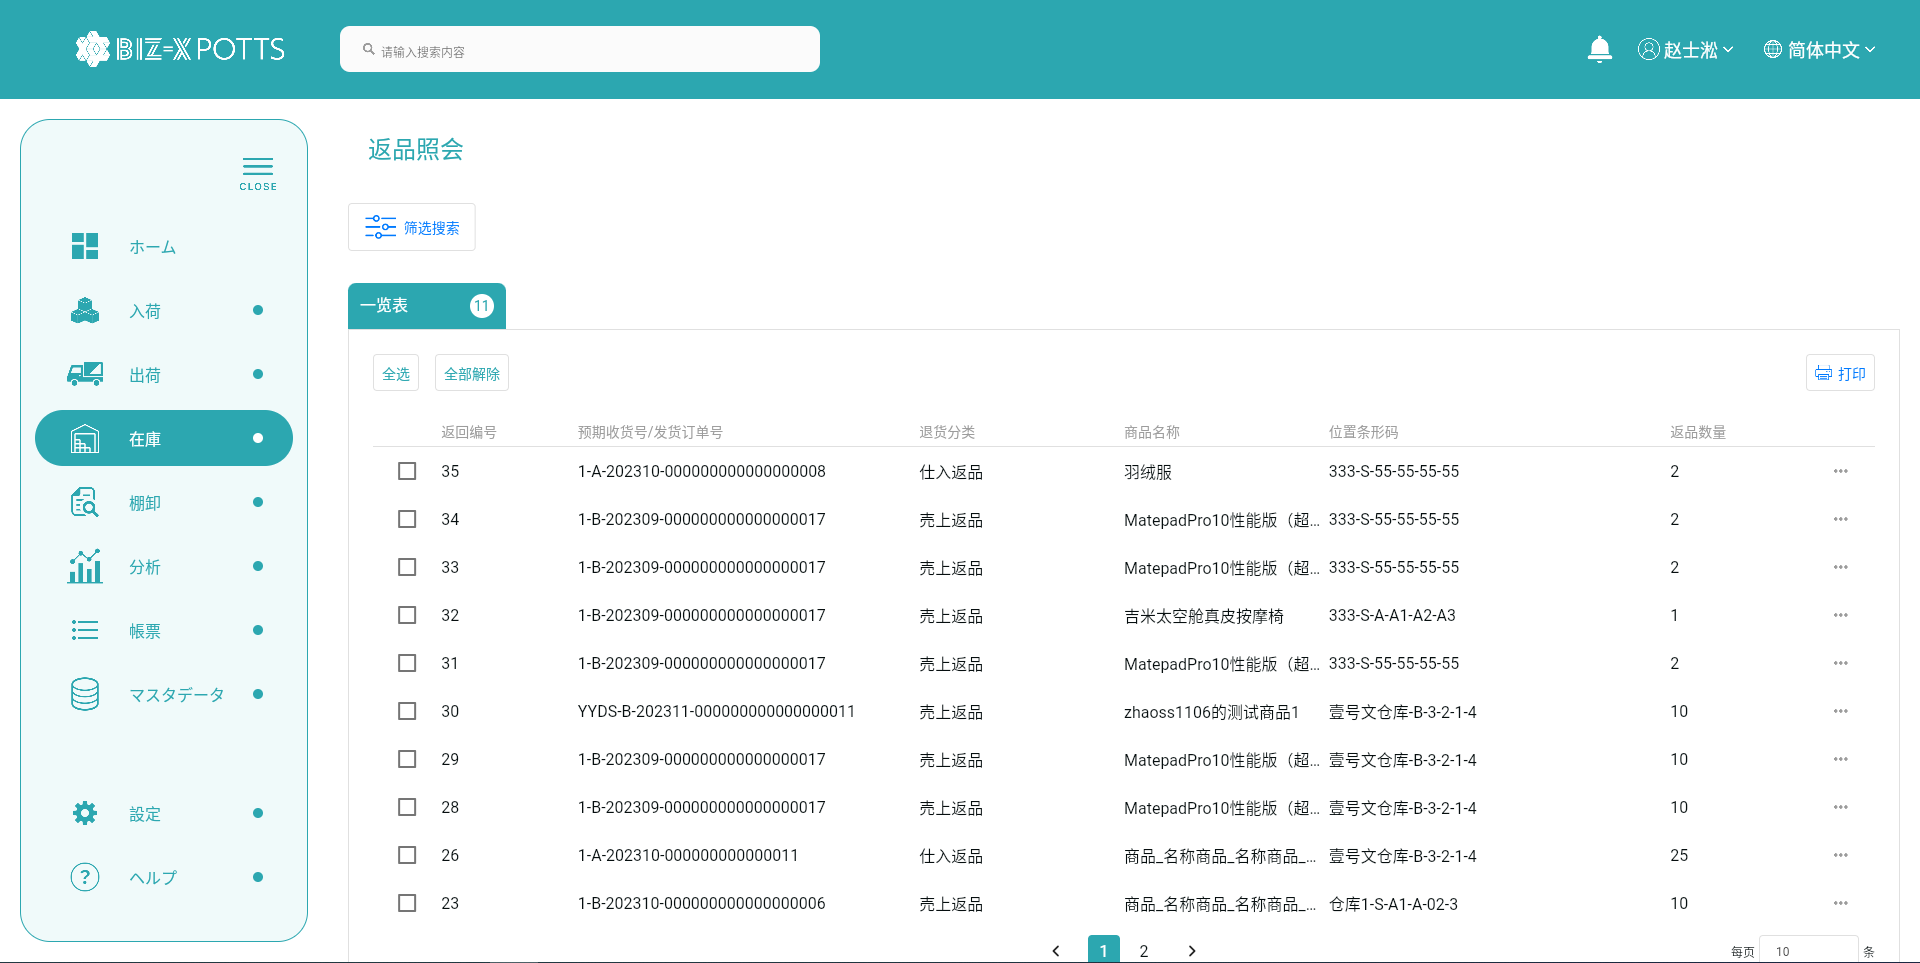 BIZ=X POTTS
请输入搜索内容
赵士淞
简体中文
CLOSE
ホーム
入荷
出荷
在庫
棚卸
分析
帳票
マスタデータ
設定
? ヘルプ
返品照会
筛选搜索
一览表 11
全选 全部解除 打印
返回编号 预期收货号/发货订单号 退货分类 商品名称 位置条形码 返品数量
35 1-A-202310-000000000000000008 仕入返品 羽绒服 333-S-55-55-55-55 2 ···
34 1-B-202309-000000000000000017 売上返品 MatepadPro10性能版（超... 333-S-55-55-55-55 2 ···
33 1-B-202309-000000000000000017 売上返品 MatepadPro10性能版（超... 333-S-55-55-55-55 2 ···
32 1-B-202309-000000000000000017 売上返品 吉米太空舱真皮按摩椅 333-S-A-A1-A2-A3 1 ···
31 1-B-202309-000000000000000017 売上返品 MatepadPro10性能版（超... 333-S-55-55-55-55 2 ···
30 YYDS-B-202311-000000000000000011 売上返品 zhaoss1106的测试商品1 壹号文仓库-B-3-2-1-4 10 ···
29 1-B-202309-000000000000000017 売上返品 MatepadPro10性能版（超... 壹号文仓库-B-3-2-1-4 10 ···
28 1-B-202309-000000000000000017 売上返品 MatepadPro10性能版（超... 壹号文仓库-B-3-2-1-4 10 ···
26 1-A-202310-000000000000011 仕入返品 商品_名称商品_名称商品_... 壹号文仓库-B-3-2-1-4 25 ···
23 1-B-202310-000000000000000006 売上返品 商品_名称商品_名称商品_... 仓库1-S-A1-A-02-3 10 ···
1 2
每页 10 条